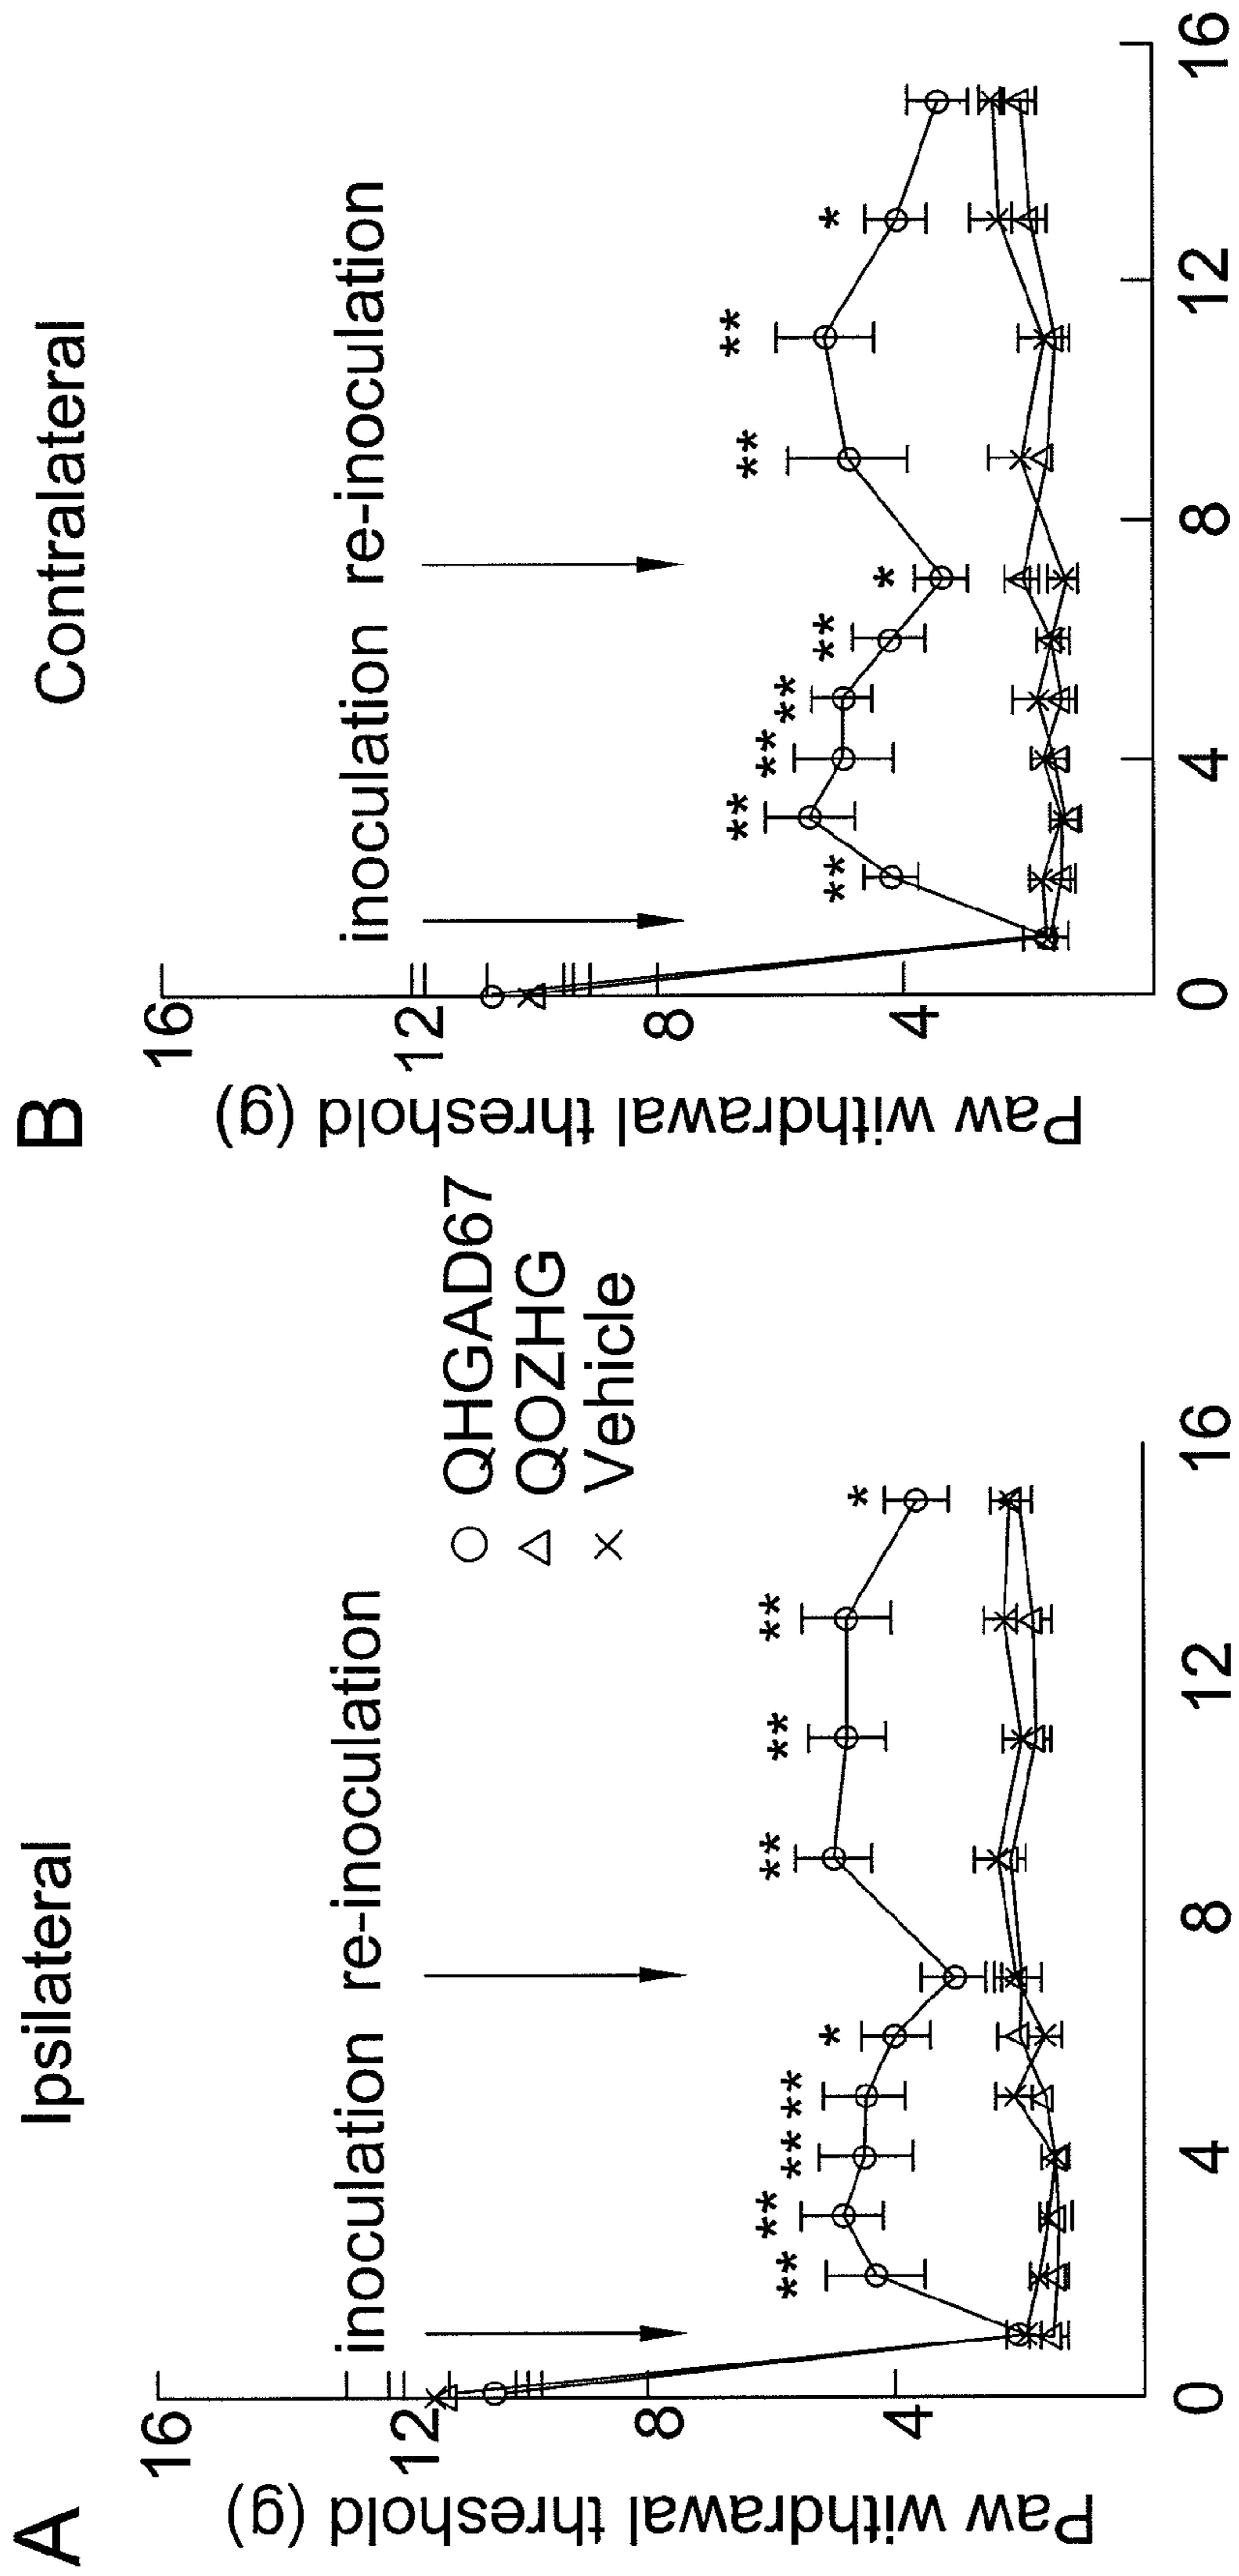 A
Ipsilateral
inoculation re-inoculation
Paw withdrawal threshold (g)
16
12
8
4
** ** ** ** * ** ** ** *
0 4 8 12 16
QHGAD67
QOZHG
Vehicle
B
Contralateral
inoculation re-inoculation
Paw withdrawal threshold (g)
16
12
8
4
** ** ** ** ** * ** ** *
0 4 8 12 16